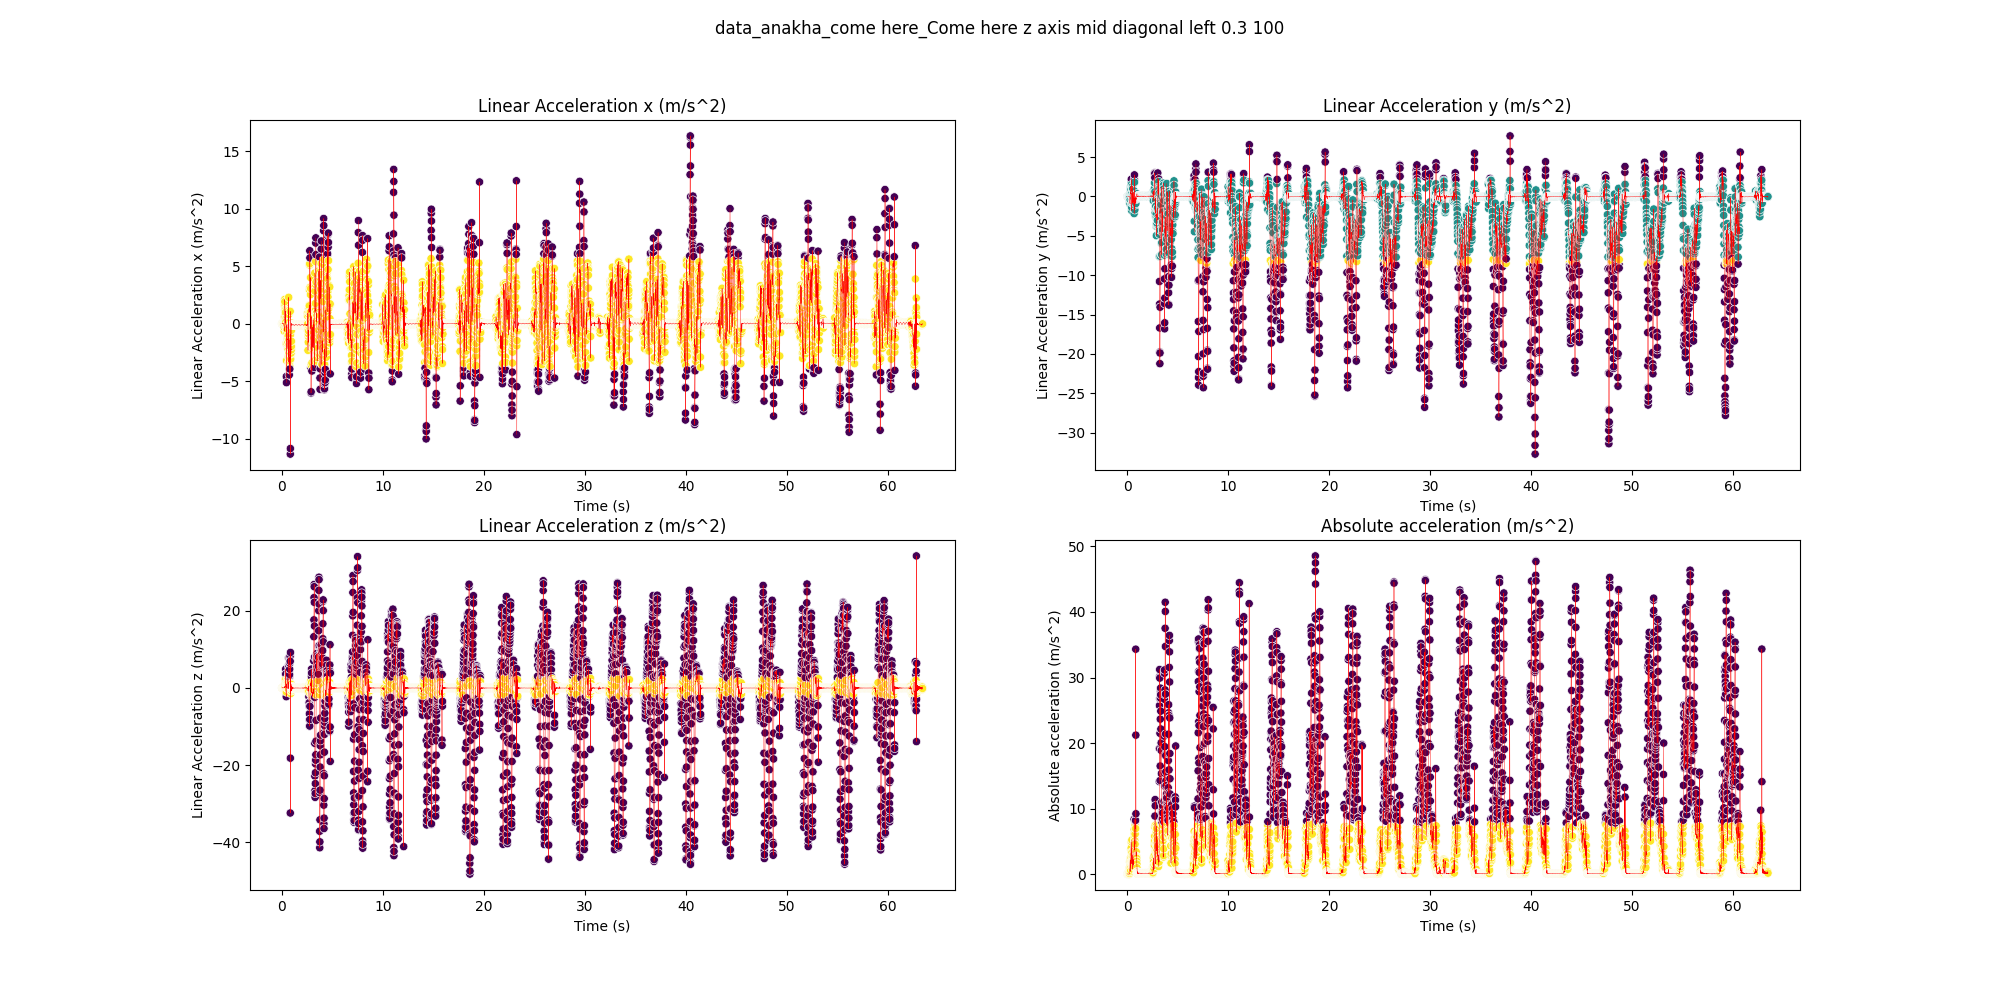 data_anakha_come here_Come here z axis mid diagonal left 0.3 100
Linear Acceleration x (m/s^2)
Linear Acceleration x (m/s^2)
15
10
5
0
−5
−10
0 10 20 30 40 50 60
Time (s)
Linear Acceleration y (m/s^2)
Linear Acceleration y (m/s^2)
5
0
−5
−10
−15
−20
−25
−30
0 10 20 30 40 50 60
Time (s)
Linear Acceleration z (m/s^2)
Linear Acceleration z (m/s^2)
20
0
−20
−40
0 10 20 30 40 50 60
Time (s)
Absolute acceleration (m/s^2)
Absolute acceleration (m/s^2)
50
40
30
20
10
0
0 10 20 30 40 50 60
Time (s)